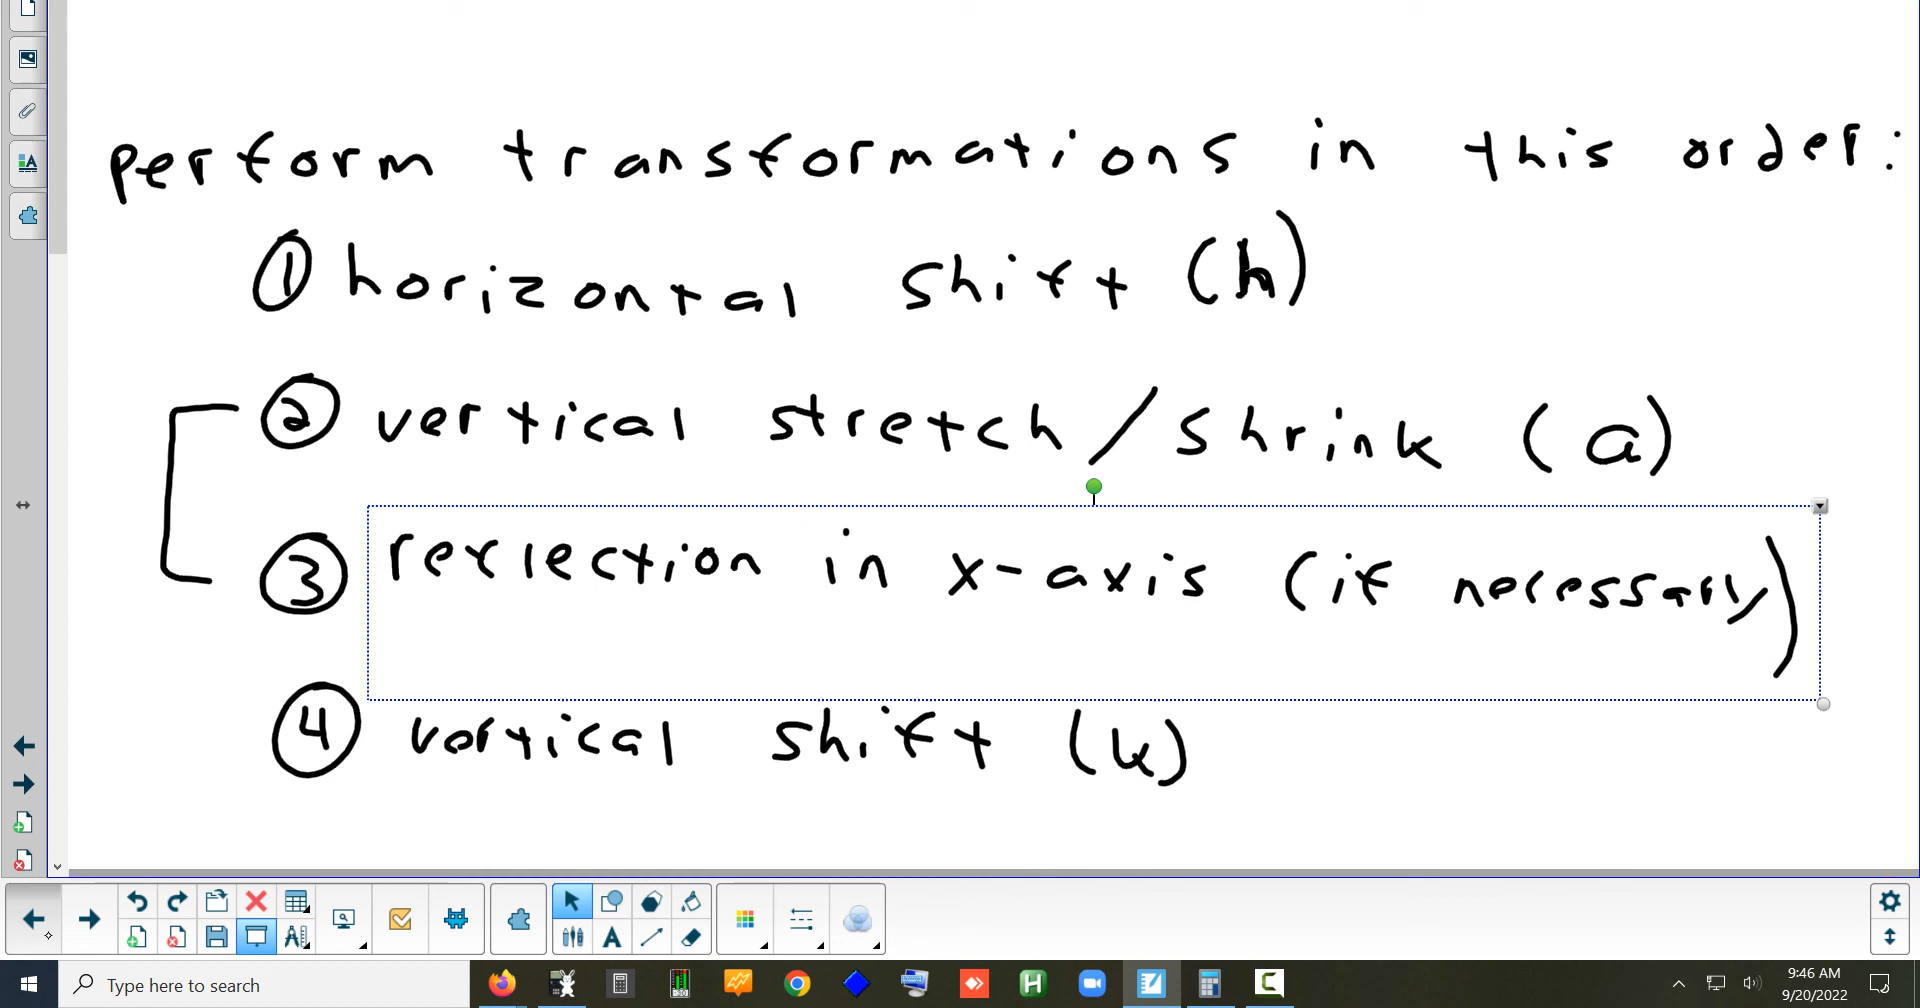 perform transformations in this order:
① horizontal shift (h)
② vertical stretch/shrink (a)
③ reflection in x-axis (if necessary)
④ vertical shift (k)
Type here to search
9:46 AM
9/20/2022